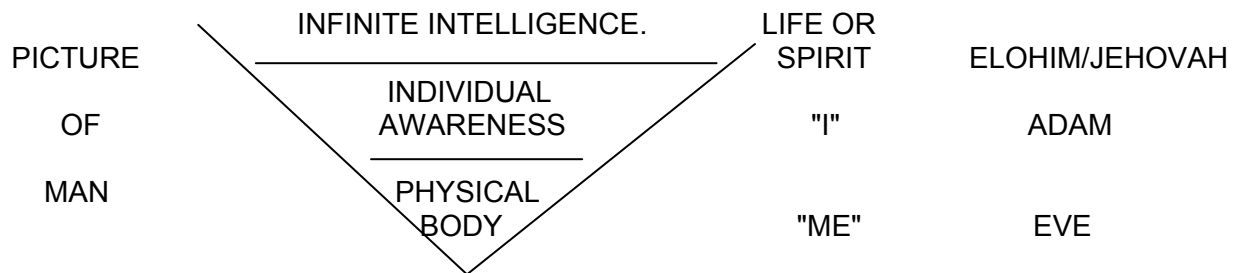 INFINITE INTELLIGENCE.
LIFE OR
PICTURE
SPIRIT
ELOHIM/JEHOVAH
INDIVIDUAL
OF
AWARENESS
"I"
ADAM
MAN
PHYSICAL
BODY
"ME"
EVE